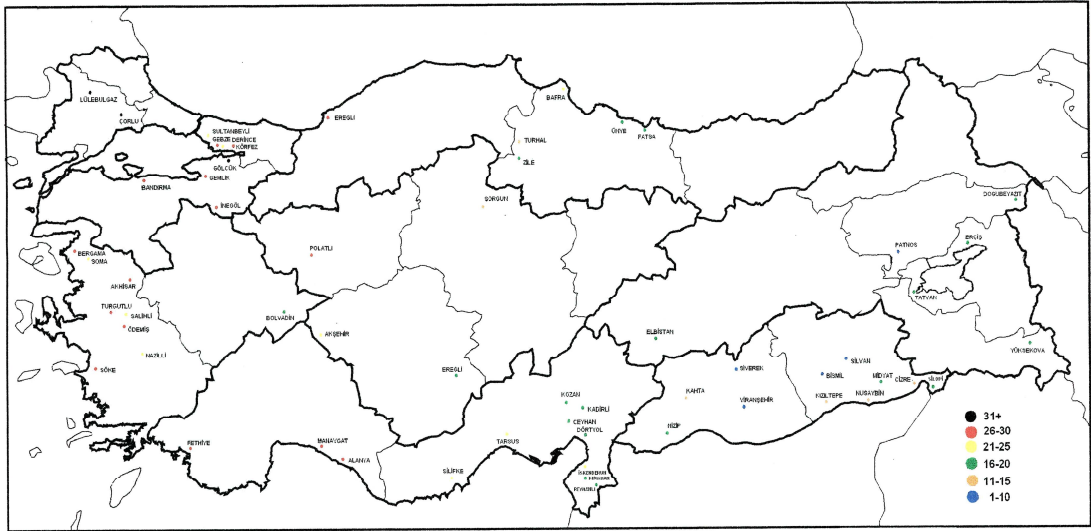 LÜLEBULGAZ
ÇORLU
SULTANBEYLİ
GEBZE DERİNCE
KÖRFEZ
GÖLCÜK
GEMLİK
BANDIRMA
İNEGÖL
EREGLI
BAFRA
ÜNYE
FATSA
TURHAL
ZİLE
SORGUN
DOGUBEYAZIT
ERCİŞ
PATNOS
TATVAN
POLATLI
BERGAMA
SOMA
AKHİSAR
TURGUTLU
SALİHLİ
ÖDEMİŞ
NAZİLLİ
SÖKE
BOLVADİN
AKŞEHİR
EREGLİ
ELBİSTAN
YÜKSEKOVA
SİLVAN
SİVEREK
BİSMİL
MİDYAT
CİZRE
SİLOPİ
KIZILTEPE
NUSAYBİN
KAHTA
VİRANŞEHİR
NİZİP
KOZAN
KADİRLİ
CEYHAN
DÖRTYOL
TARSUS
SİLİFKE
İSKENDERUN
REYHANLI
FETHİYE
MANAVGAT
ALANYA
31+
26-30
21-25
16-20
11-15
1-10